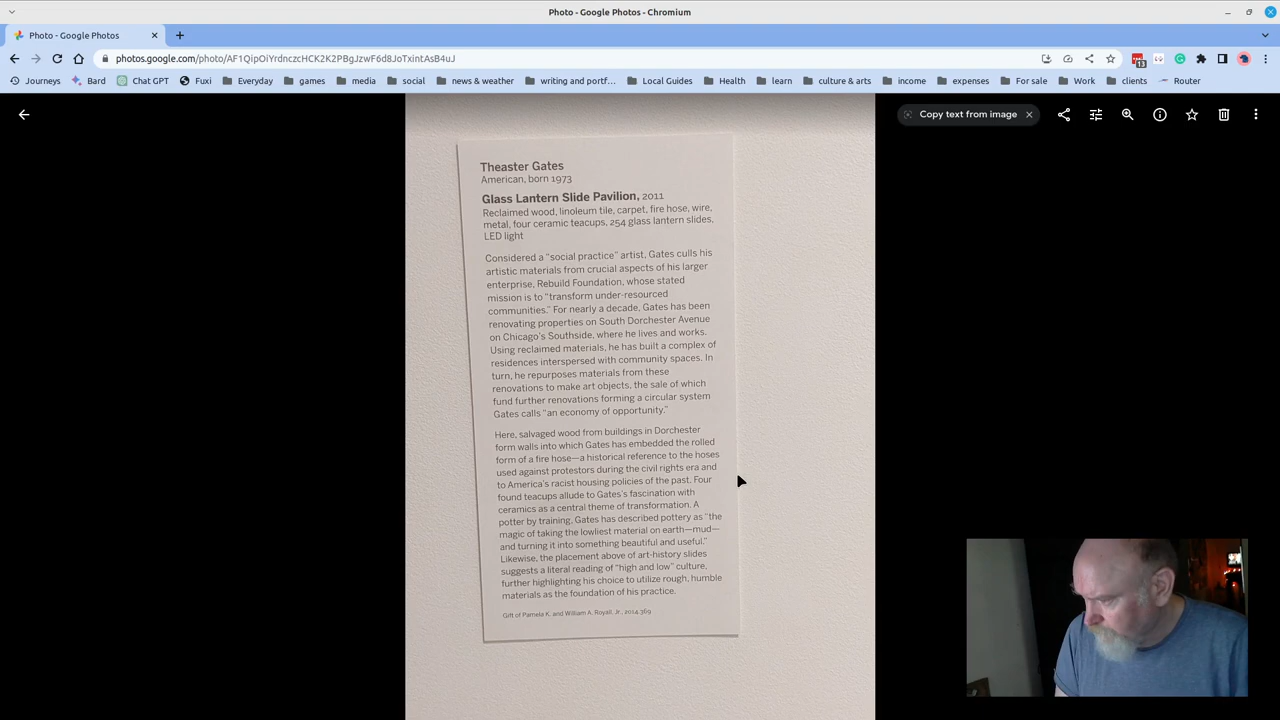 Photo - Google Photos - Chromium
Photo - Google Photos
photos.google.com/photo/AF1QipOiYrdnczcHCK2K2PBgJzwF6d8JoTxintAsB4uJ
13
Journeys Bard Chat GPT Fuxi Everyday games media social news & weather writing and portf… Local Guides Health learn culture & arts income expenses For sale Work clients Router
Copy text from image
Theaster Gates
American, born 1973
Glass Lantern Slide Pavilion, 2011
Reclaimed wood, linoleum tile, carpet, fire hose, wire,
metal, four ceramic teacups, 254 glass lantern slides,
LED light
Considered a "social practice" artist, Gates culls his
artistic materials from crucial aspects of his larger
enterprise, Rebuild Foundation, whose stated
mission is to "transform under-resourced
communities." For nearly a decade, Gates has been
renovating properties on South Dorchester Avenue
on Chicago's Southside, where he lives and works.
Using reclaimed materials, he has built a complex of
residences interspersed with community spaces. In
turn, he repurposes materials from these
renovations to make art objects, the sale of which
fund further renovations forming a circular system
Gates calls "an economy of opportunity."
Here, salvaged wood from buildings in Dorchester
form walls into which Gates has embedded the rolled
form of a fire hose—a historical reference to the hoses
used against protestors during the civil rights era and
to America's racist housing policies of the past. Four
found teacups allude to Gates's fascination with
ceramics as a central theme of transformation. A
potter by training, Gates has described pottery as "the
magic of taking the lowliest material on earth—mud—
and turning it into something beautiful and useful."
Likewise, the placement above of art-history slides
suggests a literal reading of "high and low" culture,
further highlighting his choice to utilize rough, humble
materials as the foundation of his practice.
Gift of Pamela K. and William A. Royall, Jr., 2014.369